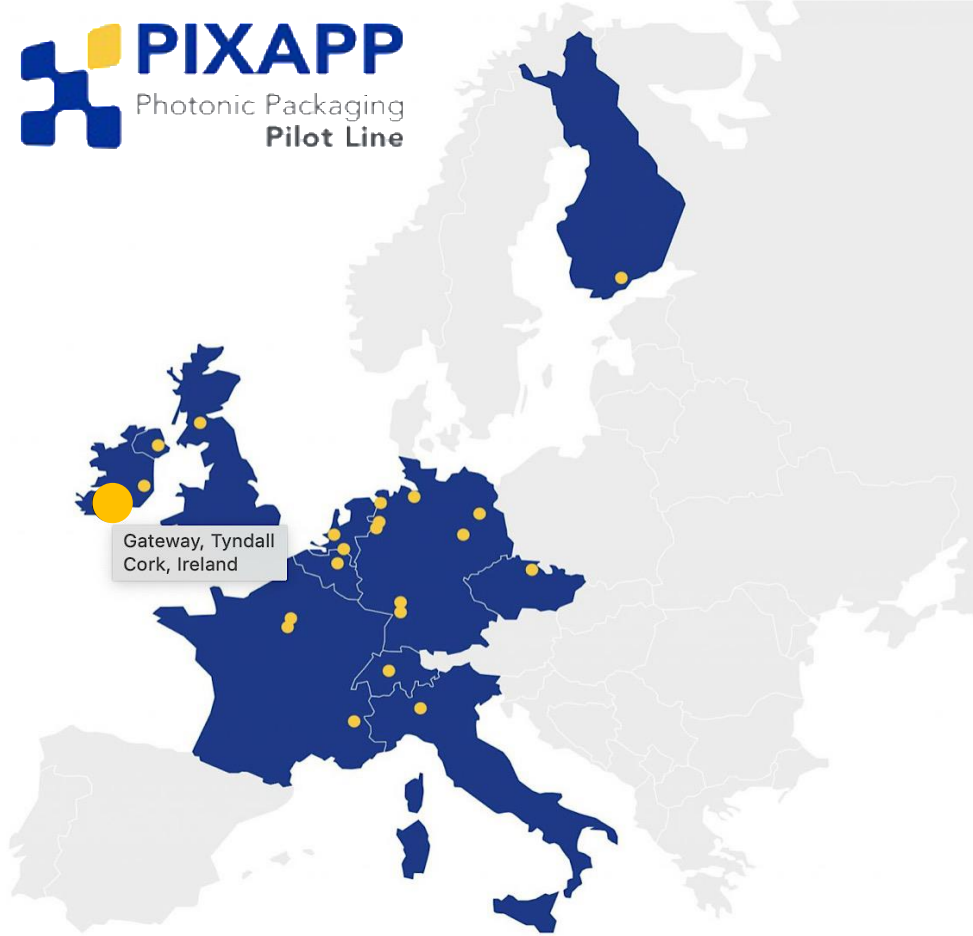 PIXAPP
Photonic Packaging
Pilot Line
Gateway, Tyndall
Cork, Ireland